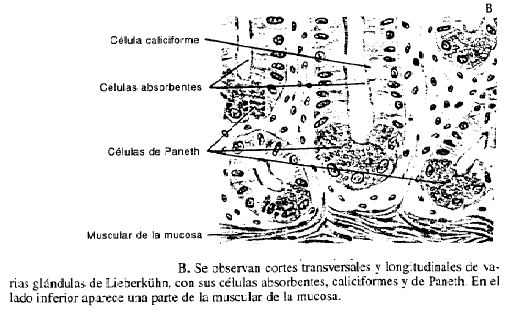 B
Célula caliciforme
Células absorbentes
Células de Paneth
Muscular de la mucosa
B. Se observan cortes transversales y longitudinales de va-
rias glándulas de Lieberkühn, con sus células absorbentes, caliciformes y de Paneth. En el
lado inferior aparece una parte de la muscular de la mucosa.